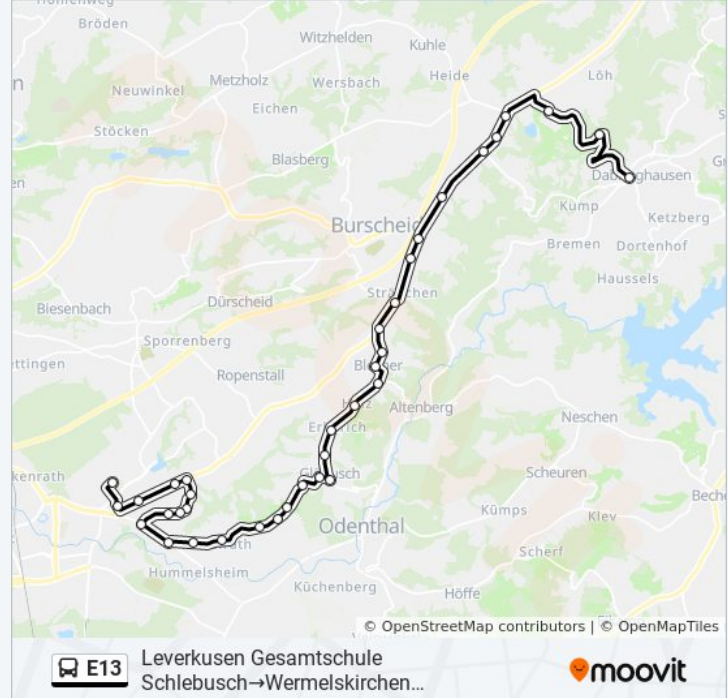 Bröden
Witzhelden
Kuhle
Metzholz
Wersbach
Heide
Löh
Neuwinkel
Eichen
Stöcken
Blasberg
Kump
Ketzberg
Burscheid
Bremen
Dortenhof
Haussels
Dürscheid
Biesenbach
Sporrenberg
Ropenstall
Altenberg
Neschen
Scheuren
Odenthal
Kümps
Klev
Scherf
Hummelsheim
Küchenberg
Höffe
© OpenStreetMap contributors | © OpenMapTiles
E13
Leverkusen Gesamtschule
Schlebusch→Wermelskirchen…
moovit